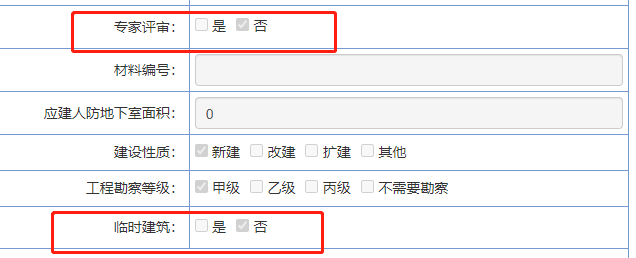 专家评审： 是 否
材料编号：
应建人防地下室面积： 0
建设性质： 新建 改建 扩建 其他
工程勘察等级： 甲级 乙级 丙级 不需要勘察
临时建筑： 是 否